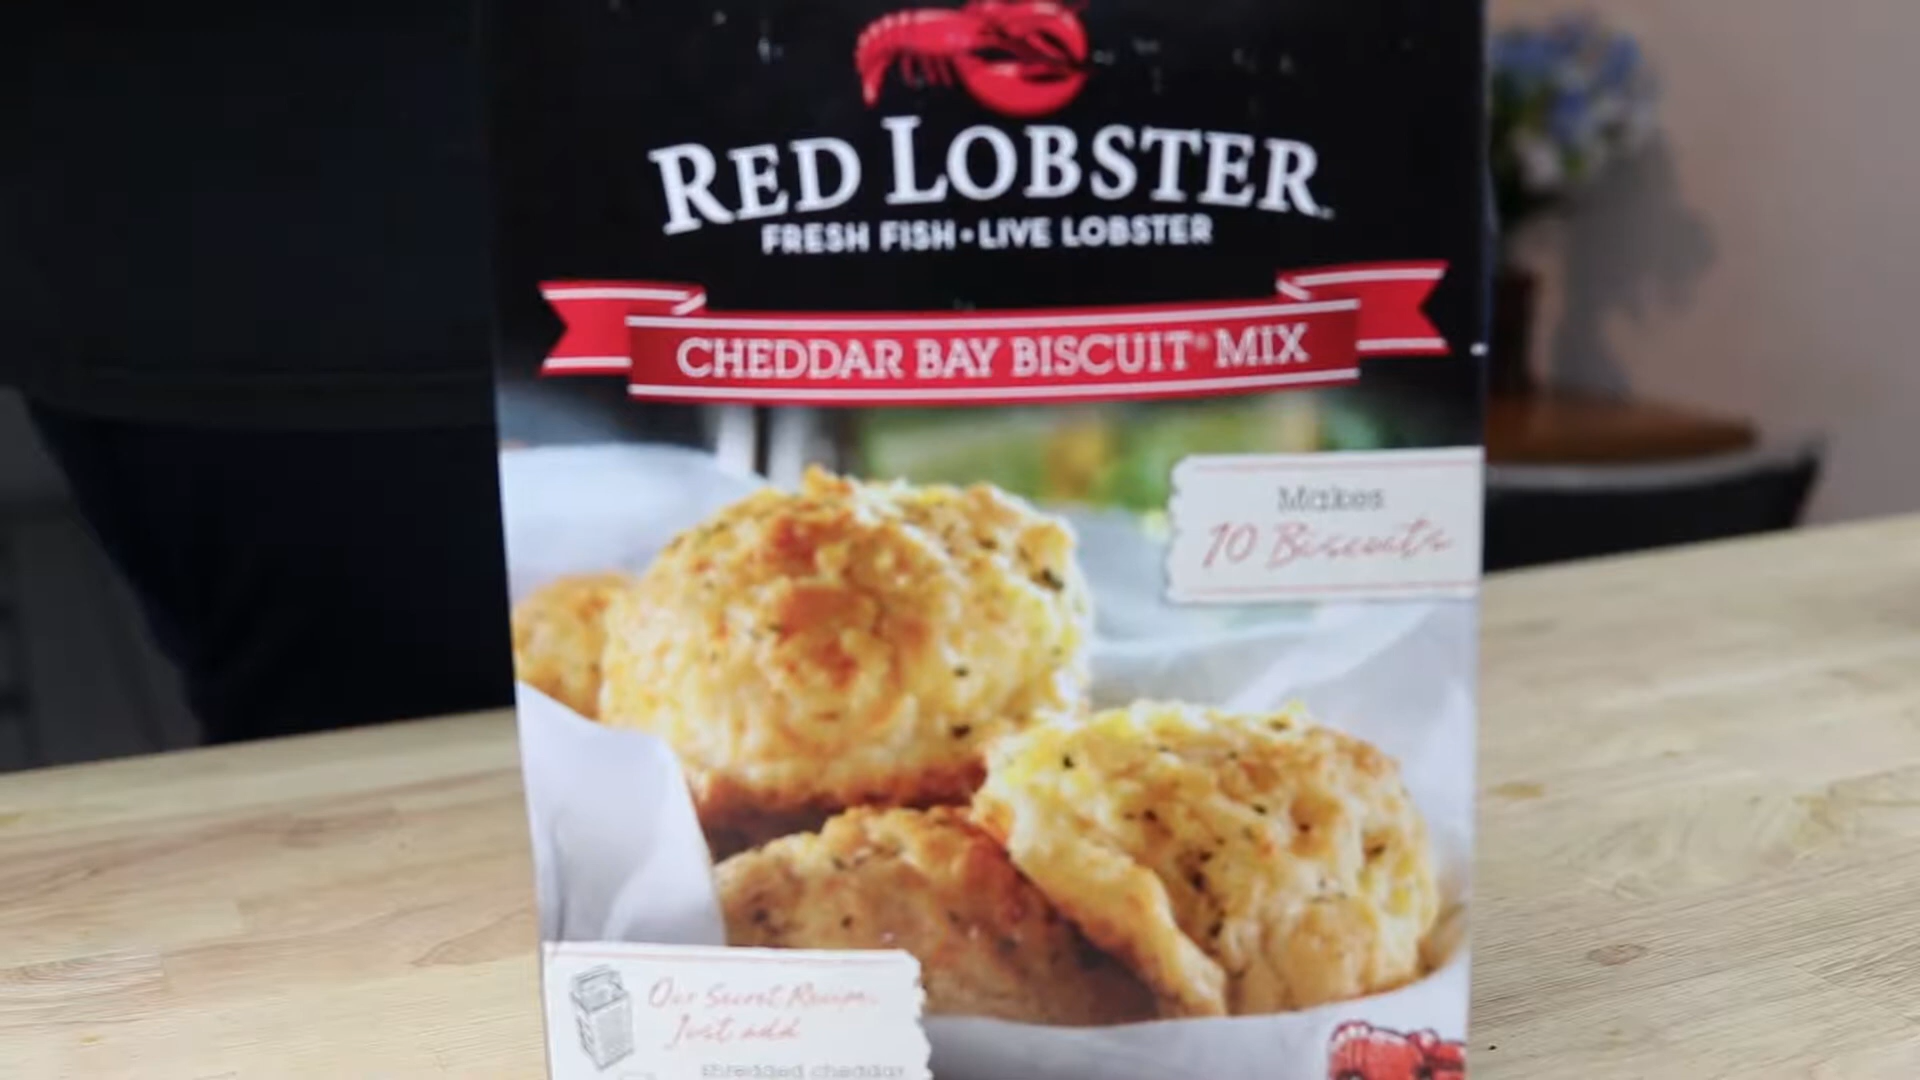 RED LOBSTER
FRESH FISH • LIVE LOBSTER
CHEDDAR BAY BISCUIT® MIX
Makes
10 Biscuits
Our Secret Recipe.
Just add
shredded cheddar